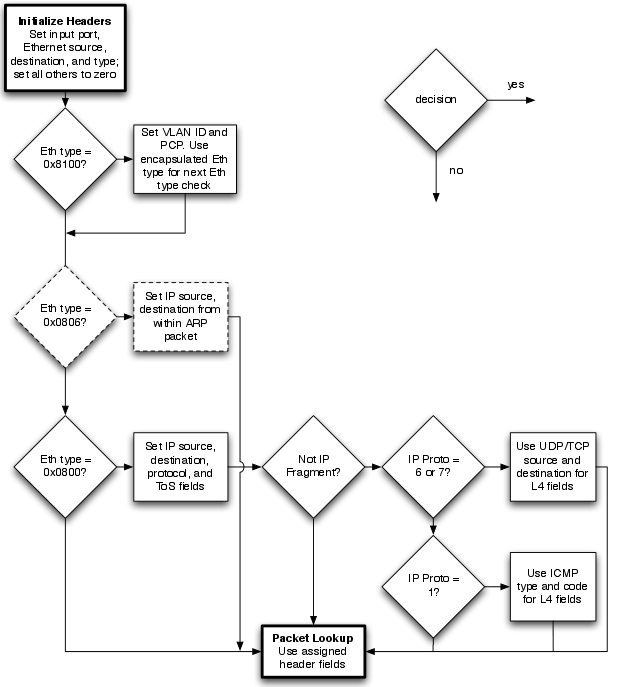 Initialize Headers
Set input port,
Ethernet source,
destination, and type;
set all others to zero
decision
yes
no
Eth type =
0x8100?
Set VLAN ID and
PCP. Use
encapsulated Eth
type for next Eth
type check
Eth type =
0x0806?
Set IP source,
destination from
within ARP
packet
Eth type =
0x0800?
Set IP source,
destination,
protocol, and
ToS fields
Not IP
Fragment?
IP Proto =
6 or 7?
Use UDP/TCP
source and
destination for
L4 fields
IP Proto =
1?
Use ICMP
type and code
for L4 fields
Packet Lookup
Use assigned
header fields